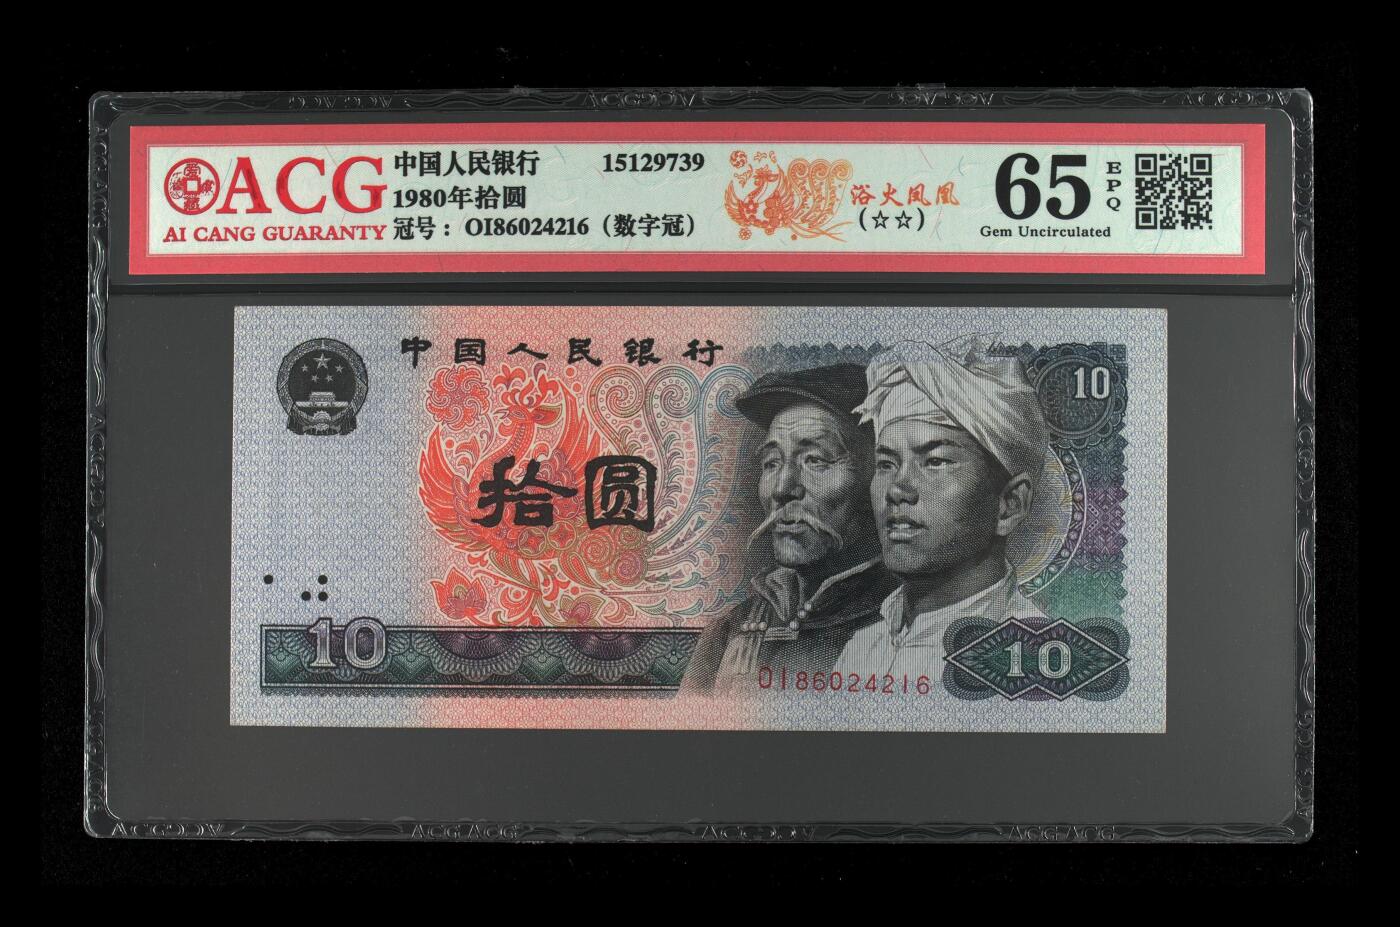 ACG
AI CANG GUARANTY
中国人民银行 15129739
1980年拾圆
冠号：OI86024216（数字冠）
浴火凤凰
(☆☆)
65
EPQ
Gem Uncirculated
中国人民银行
10
拾圆
10
OI86024216
10